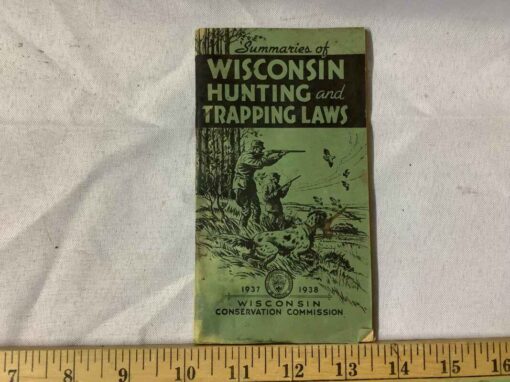 Summaries of
WISCONSIN
HUNTING and
TRAPPING LAWS
1937 1938
WISCONSIN
CONSERVATION COMMISSION
7 8 9 10 11 12 13 14 15 16